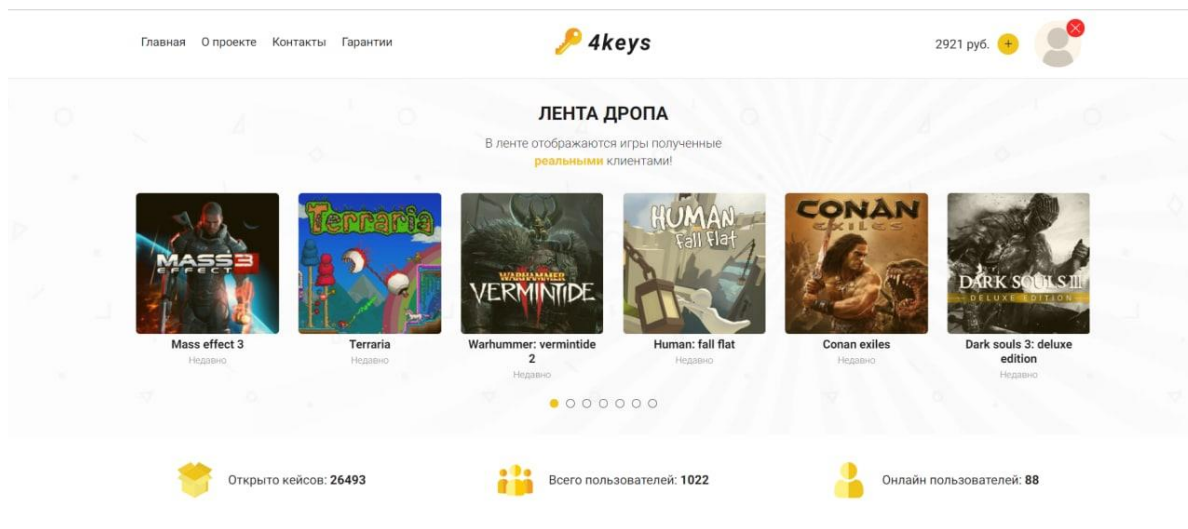 Главная О проекте Контакты Гарантии
4keys
2921 руб. +
ЛЕНТА ДРОПА
В ленте отображаются игры полученные
реальными клиентами!
MASS EFFECT 3
Terraria
WARHAMMER VERMINTIDE II
HUMAN fall flat
CONAN EXILES
DARK SOULS III DELUXE EDITION
Mass effect 3
Недавно
Terraria
Недавно
Warhummer: vermintide
2
Недавно
Human: fall flat
Недавно
Conan exiles
Недавно
Dark souls 3: deluxe
edition
Недавно
Открыто кейсов: 26493
Всего пользователей: 1022
Онлайн пользователей: 88